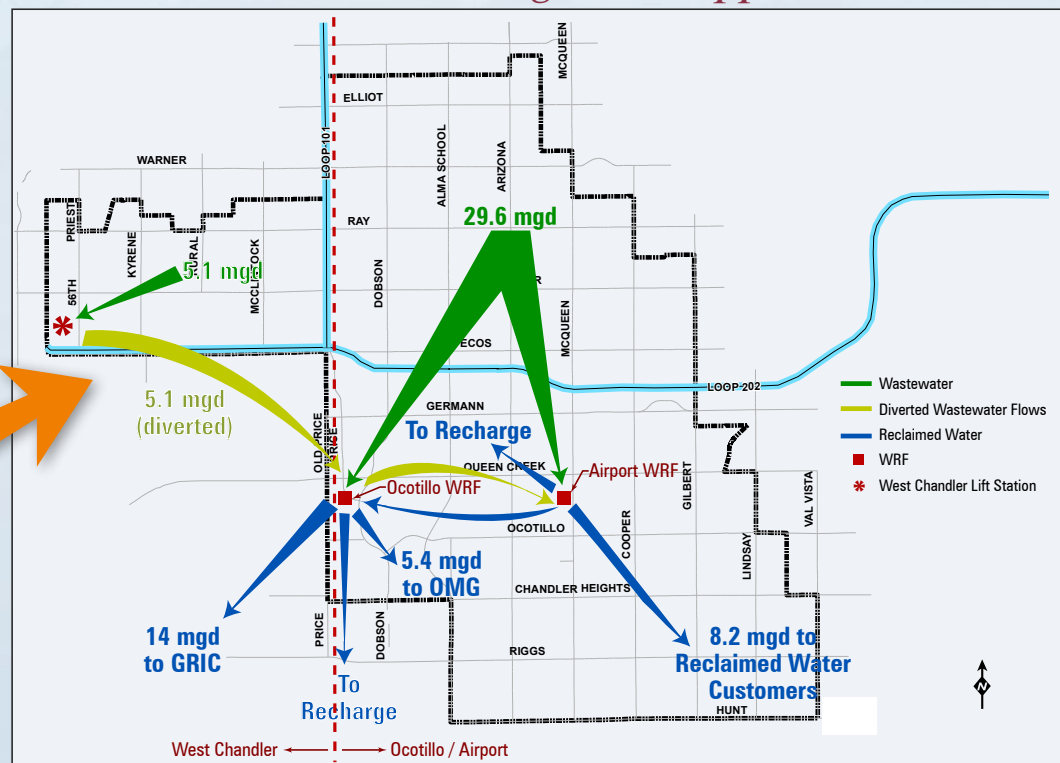 MCQUEEN
ELLIOT
LOOP 101
ALMA SCHOOL
ARIZONA
WARNER
PRIEST
KYRENE
MCCLINTOCK
RAY
29.6 mgd
5.1 mgd
56TH
DOBSON
MCQUEEN
ECOS
LOOP 202
5.1 mgd
(diverted)
GERMANN
To Recharge
OLD PRICE
PRICE
QUEEN CREEK
Airport WRF
GILBERT
VAL VISTA
Ocotillo WRF
OCOTILLO
COOPER
LINDSAY
5.4 mgd
to OMG
CHANDLER HEIGHTS
14 mgd
to GRIC
PRICE
DOBSON
RIGGS
8.2 mgd to
Reclaimed Water
Customers
To
Recharge
HUNT
West Chandler
Ocotillo / Airport
Wastewater
Diverted Wastewater Flows
Reclaimed Water
WRF
West Chandler Lift Station
N